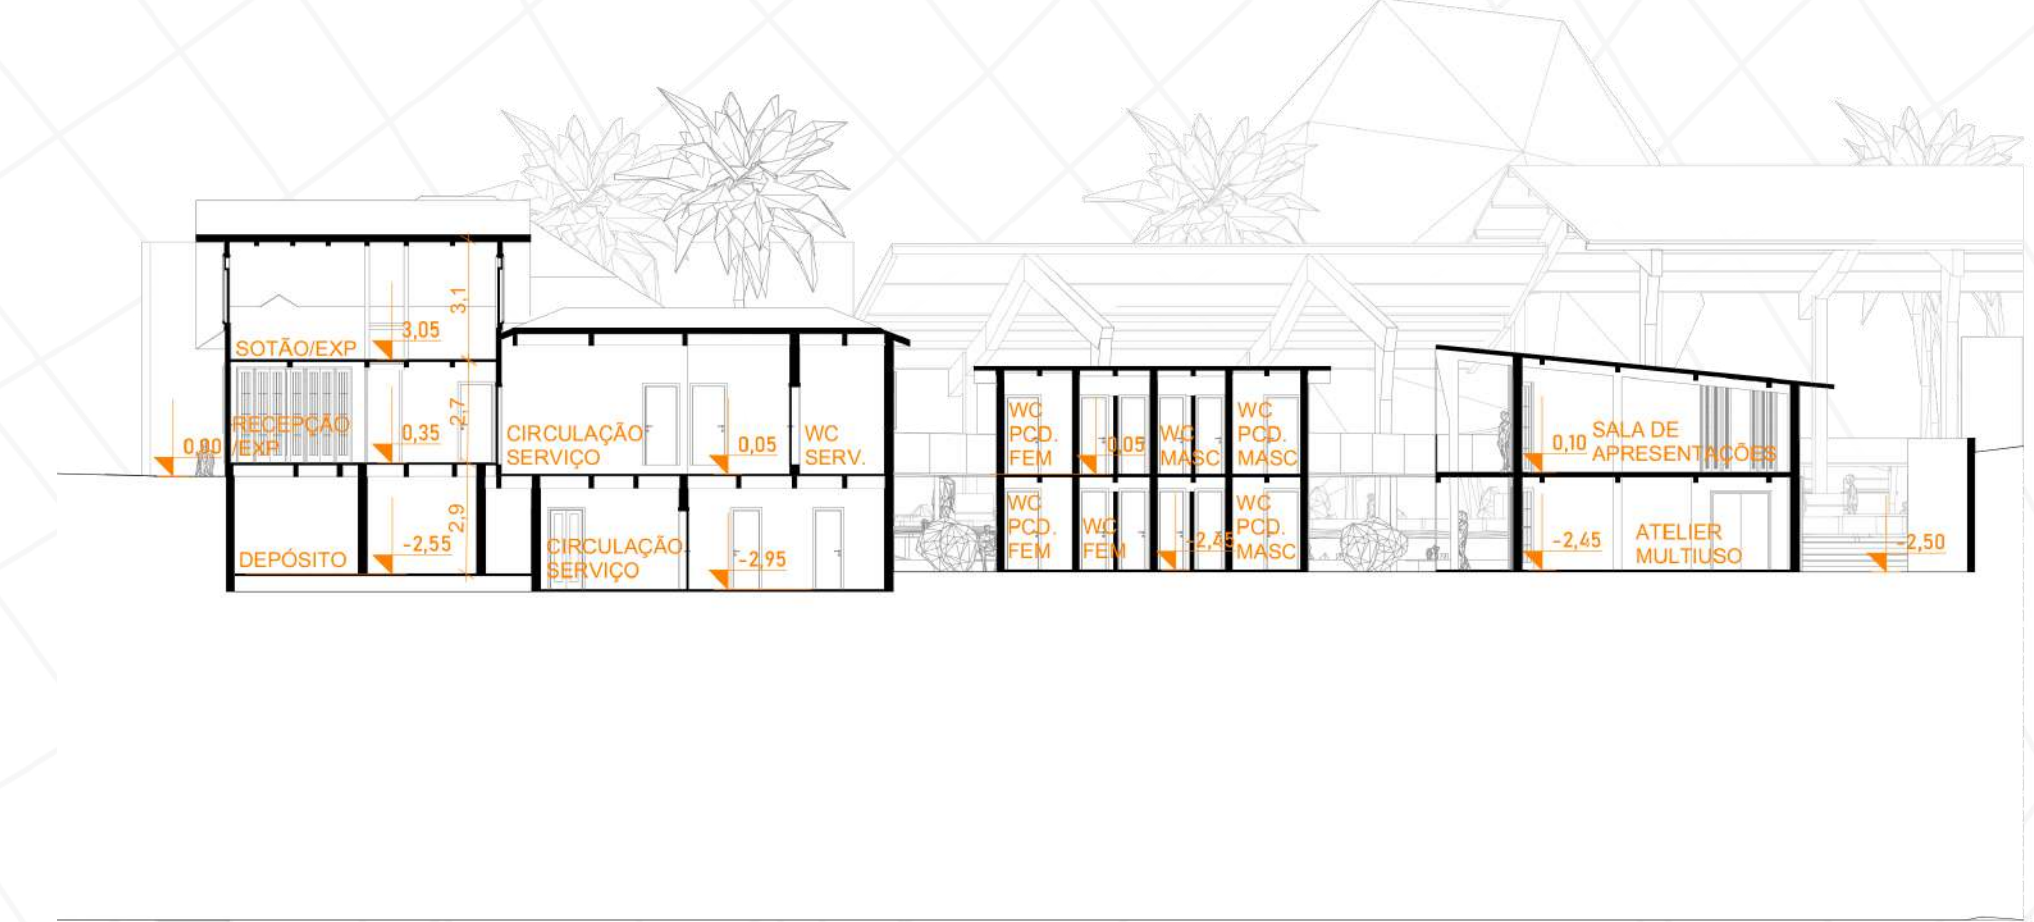 3,1
3,05
SOTÃO/EXP
2,7
RECEPÇÃO
/EXP
0,35
0,00
CIRCULAÇÃO
SERVIÇO
0,05
WC
SERV.
2,9
DEPÓSITO
-2,55
CIRCULAÇÃO
SERVIÇO
-2,95
WC
PCD.
FEM
0,05
WC
MASC
WC
PCD.
MASC
WC
PCD.
FEM
WC
FEM
-2,45
WC
PCD.
MASC
0,10
SALA DE
APRESENTAÇÕES
-2,45
ATELIER
MULTIUSO
-2,50